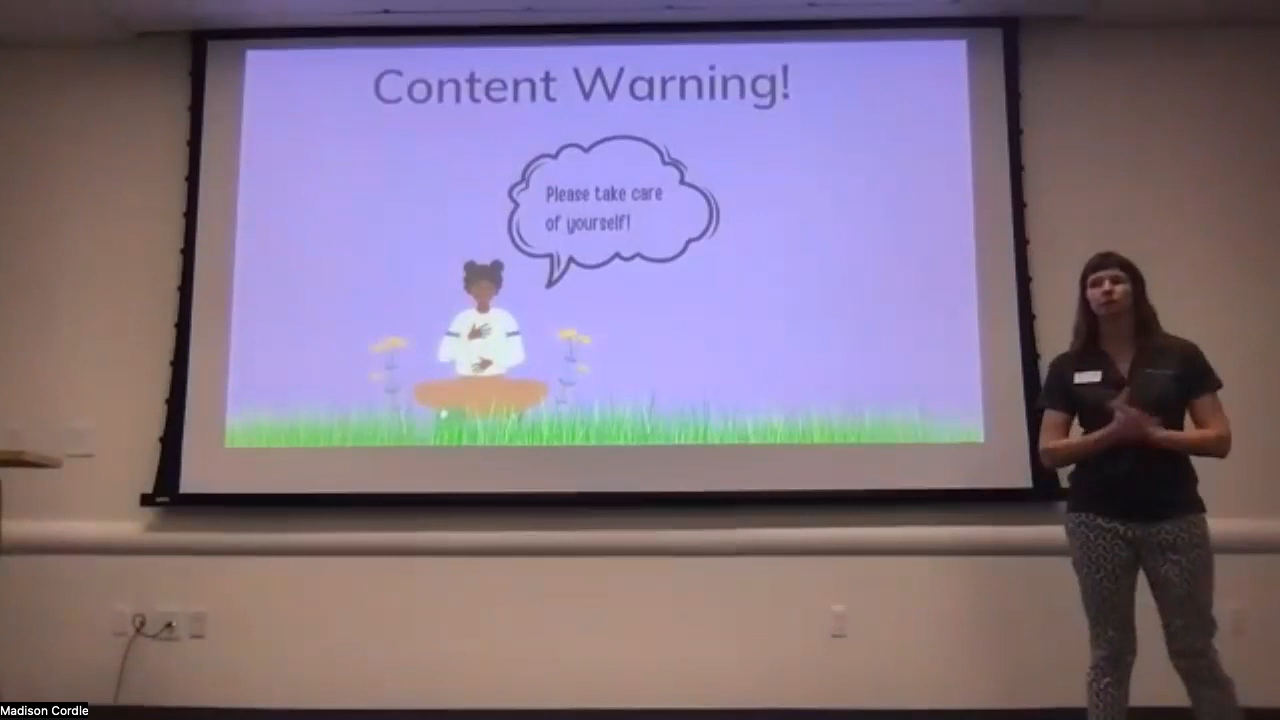 Content Warning!
Please take care
of yourself!
Madison Cordle